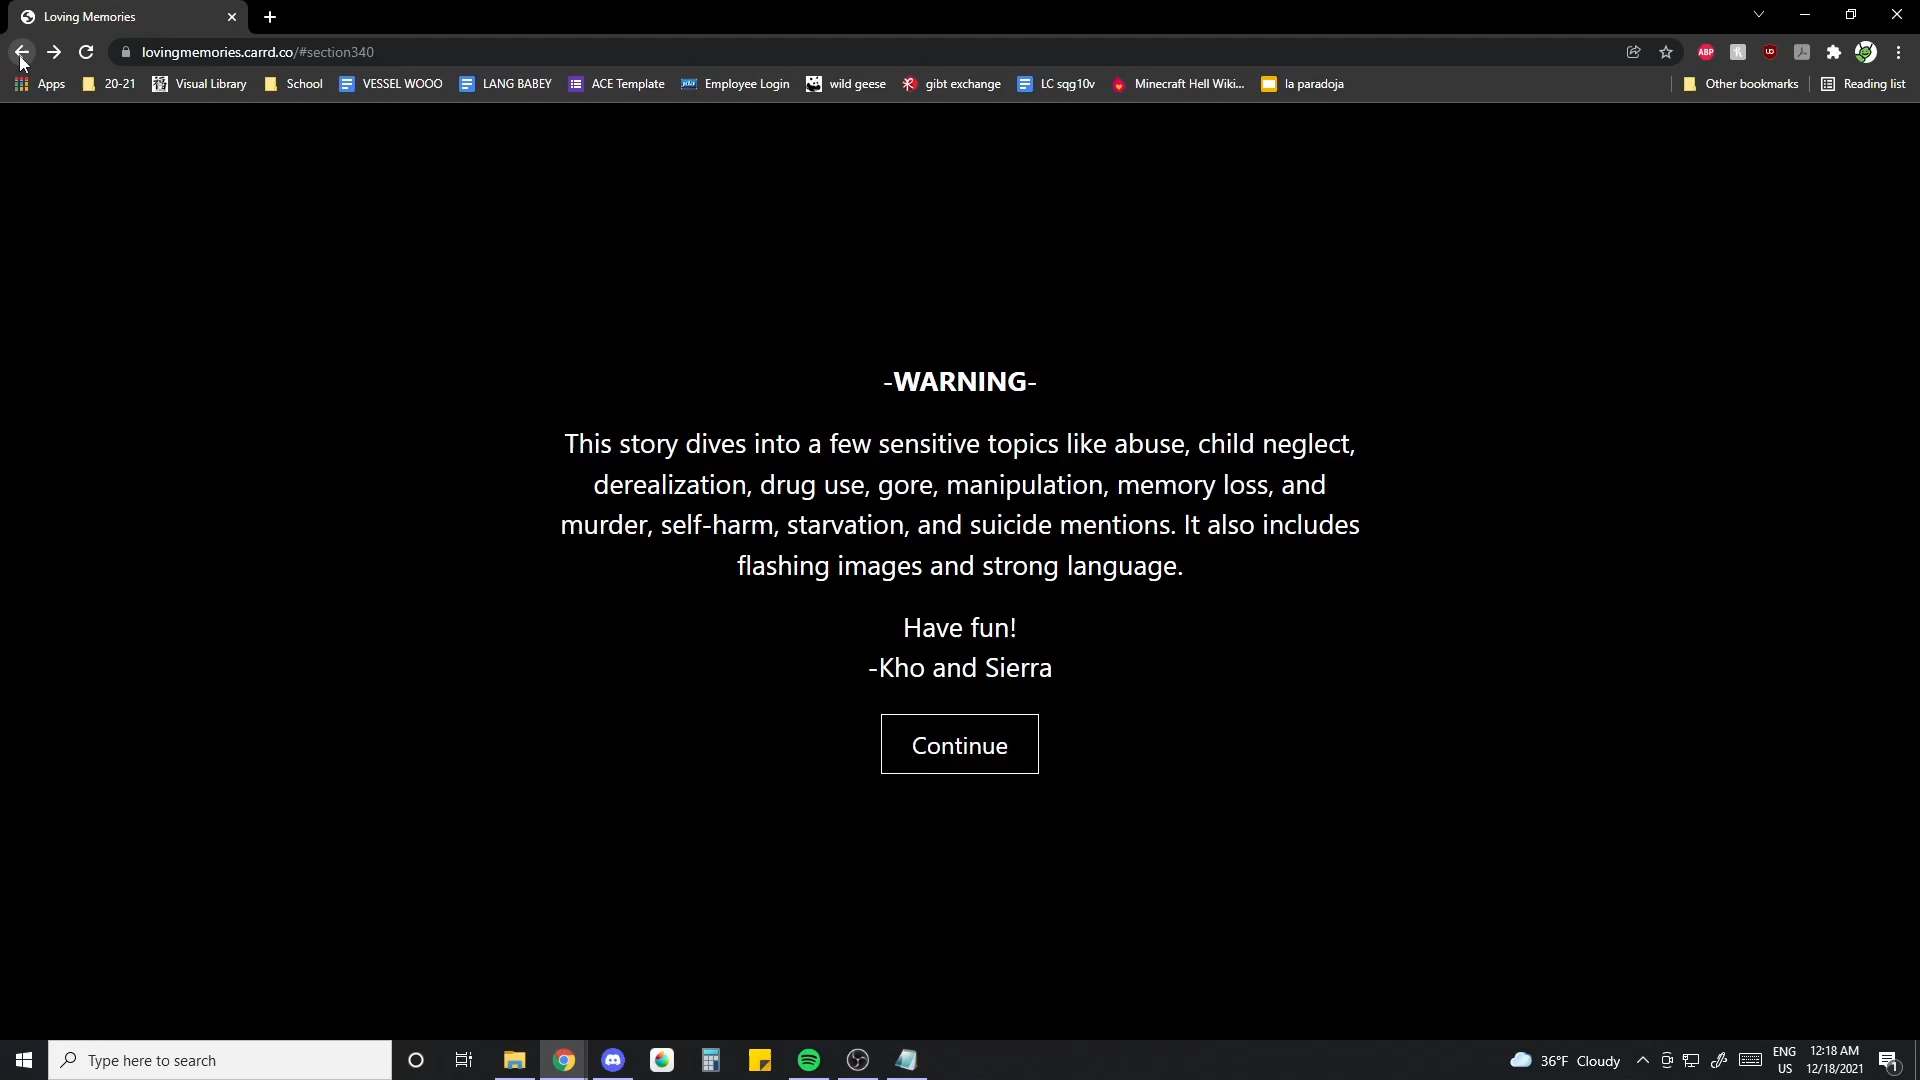 Loving Memories
lovingmemories.carrd.co/#section340
ABP
UD
Apps 20-21 Visual Library School VESSEL WOOO LANG BABEY ACE Template Employee Login wild geese gibt exchange LC sqg10v Minecraft Hell Wiki... la paradoja Other bookmarks Reading list
-WARNING-
This story dives into a few sensitive topics like abuse, child neglect,
derealization, drug use, gore, manipulation, memory loss, and
murder, self-harm, starvation, and suicide mentions. It also includes
flashing images and strong language.
Have fun!
-Kho and Sierra
Continue
Type here to search
36°F Cloudy
ENG
US
12:18 AM
12/18/2021
1